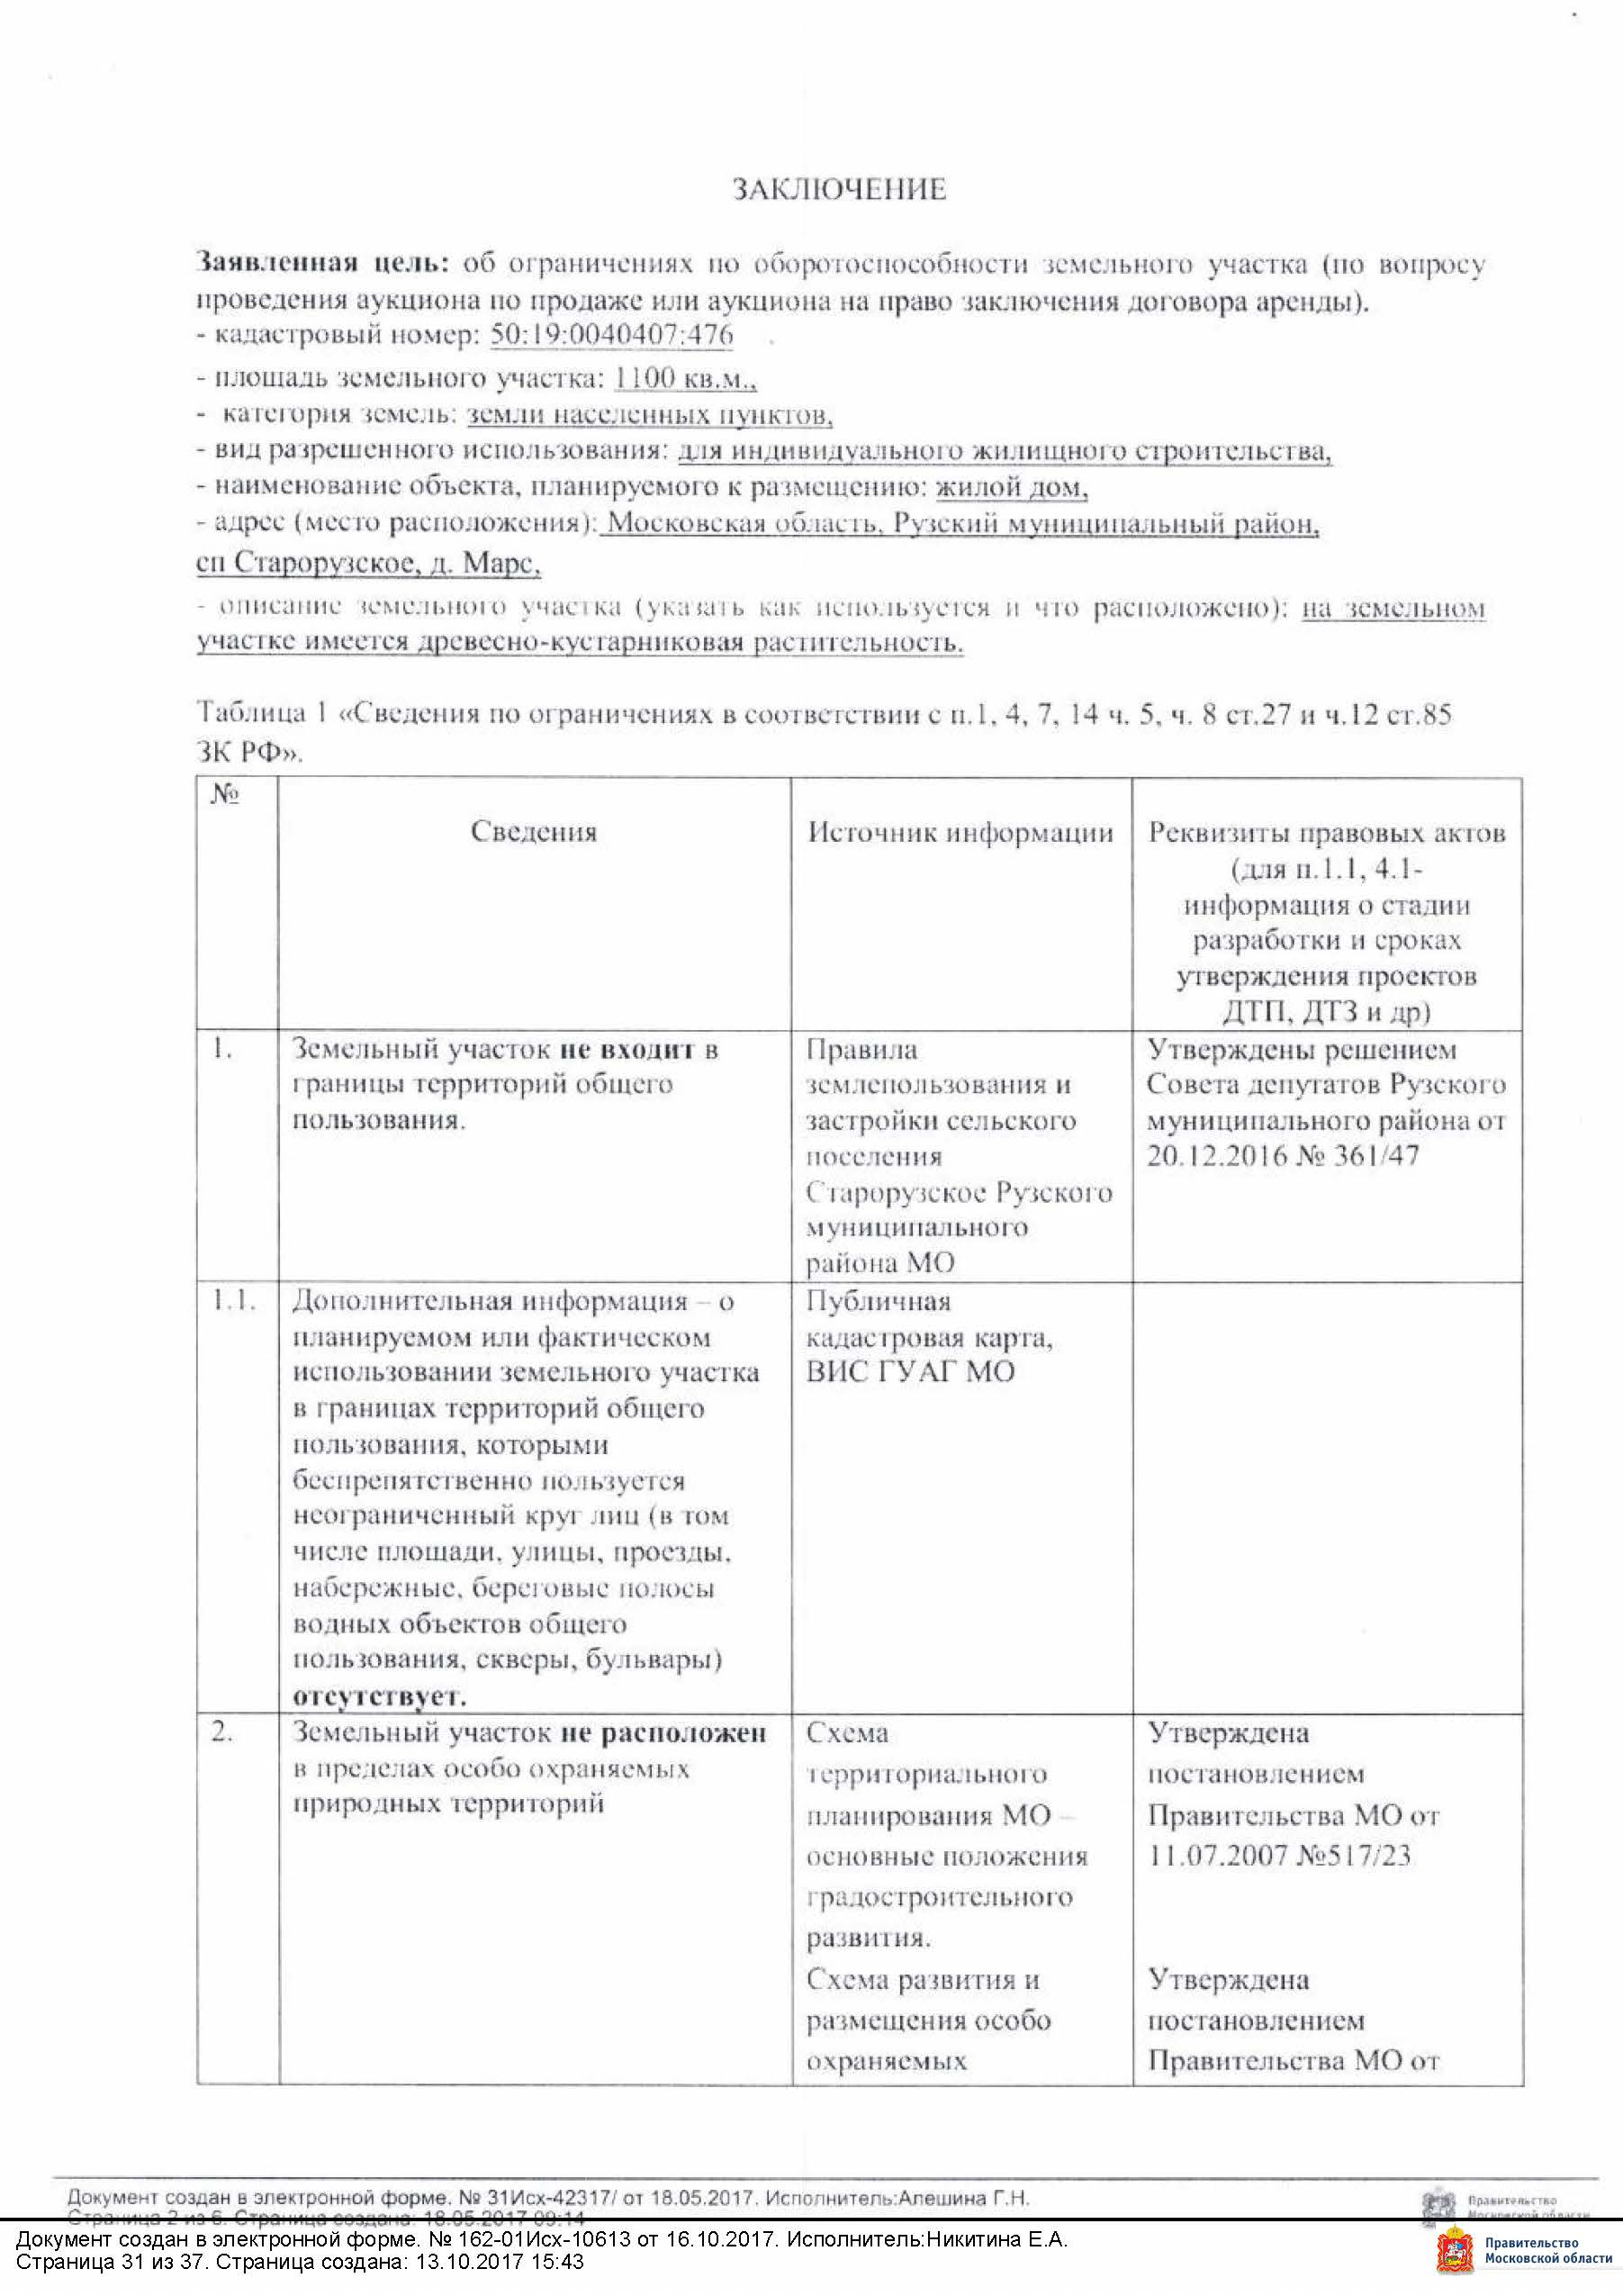 ЗАКЛЮЧЕНИЕ
Заявленная цель: об ограничениях по оборотоспособности земельного участка (по вопросу
проведения аукциона по продаже или аукциона на право заключения договора аренды).
- кадастровый номер: 50:19:0040407:476
- площадь земельного участка: 1100 кв.м.,
- категория земель: земли населенных пунктов,
- вид разрешенного использования: для индивидуального жилищного строительства,
- наименование объекта, планируемого к размещению: жилой дом,
- адрес (место расположения): Московская область, Рузский муниципальный район,
сп Старорузское, д. Марс,
- описание земельного участка (указать как используется и что расположено): на земельном
участке имеется древесно-кустарниковая растительность.
Таблица 1 «Сведения по ограничениях в соответствии с п.1, 4, 7, 14 ч. 5, ч. 8 ст.27 и ч.12 ст.85
ЗК РФ».
№
Сведения
Источник информации
Реквизиты правовых актов
(для п.1.1, 4.1-
информация о стадии
разработки и сроках
утверждения проектов
ДТП, ДТЗ и др)
1.
Земельный участок не входит в
границы территорий общего
пользования.
Правила
землепользования и
застройки сельского
поселения
Старорузское Рузского
муниципального
района МО
Утверждены решением
Совета депутатов Рузского
муниципального района от
20.12.2016 № 361/47
1.1.
Дополнительная информация – о
планируемом или фактическом
использовании земельного участка
в границах территорий общего
пользования, которыми
беспрепятственно пользуется
неограниченный круг лиц (в том
числе площади, улицы, проезды,
набережные, береговые полосы
водных объектов общего
пользования, скверы, бульвары)
отсутствует.
Публичная
кадастровая карта,
ВИС ГУАГ МО
2.
Земельный участок не расположен
в пределах особо охраняемых
природных территорий
Схема
территориального
планирования МО –
основные положения
градостроительного
развития.
Схема развития и
размещения особо
охраняемых
Утверждена
постановлением
Правительства МО от
11.07.2007 №517/23
Утверждена
постановлением
Правительства МО от
Документ создан в электронной форме. № 31Исх-42317/ от 18.05.2017. Исполнитель:Алешина Г.Н.
Страница 2 из 6. Страница создана: 18.05.2017 09:14
Правительство
Московской области
Документ создан в электронной форме. № 162-01Исх-10613 от 16.10.2017. Исполнитель:Никитина Е.А.
Страница 31 из 37. Страница создана: 13.10.2017 15:43
Правительство
Московской области